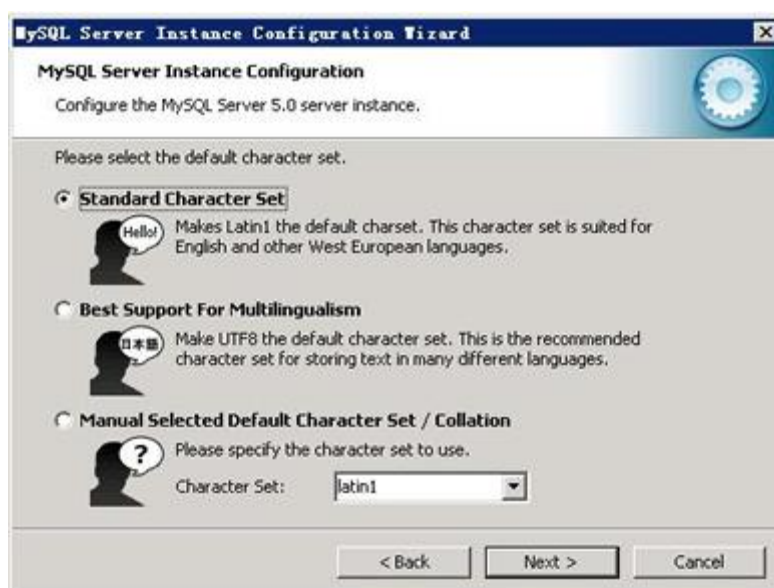 MySQL Server Instance Configuration Wizard
MySQL Server Instance Configuration
Configure the MySQL Server 5.0 server instance.
Please select the default character set.
Standard Character Set
Hello!
Makes Latin1 the default charset. This character set is suited for
English and other West European languages.
Best Support For Multilingualism
日本語
Make UTF8 the default character set. This is the recommended
character set for storing text in many different languages.
Manual Selected Default Character Set / Collation
?
Please specify the character set to use.
Character Set:
latin1
< Back
Next >
Cancel